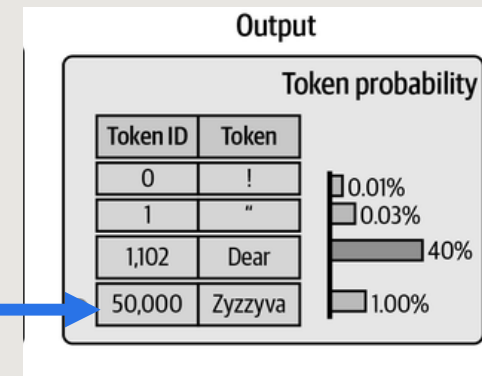 Output
Token probability
Token ID Token
0 ! 0.01%
1 “ 0.03%
1,102 Dear 40%
50,000 Zyzzyva 1.00%